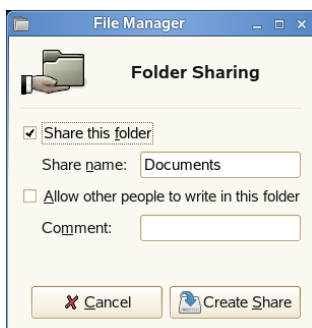 File Manager
Folder Sharing
Share this folder
Share name: Documents
Allow other people to write in this folder
Comment:
Cancel Create Share